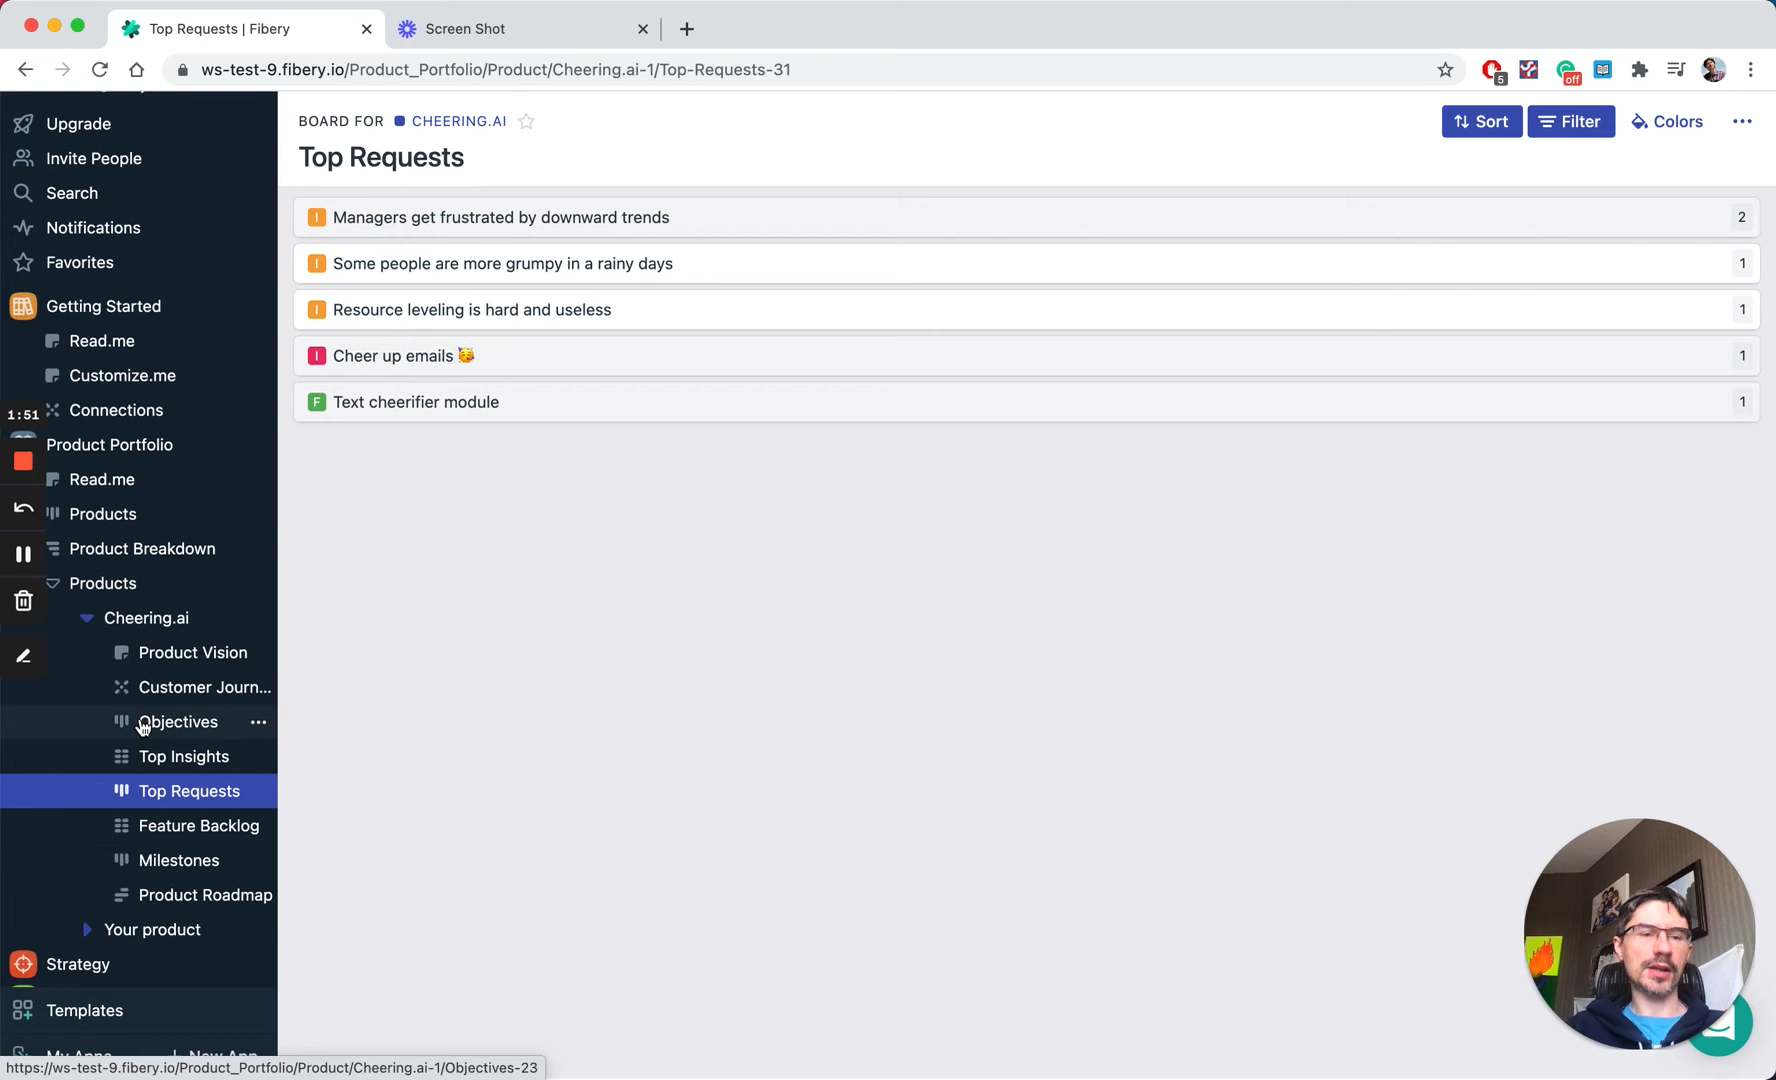 Top Requests | Fibery
Screen Shot
ws-test-9.fibery.io/Product_Portfolio/Product/Cheering.ai-1/Top-Requests-31
5
off
Upgrade
Invite People
Search
Notifications
Favorites
Getting Started
Read.me
Customize.me
1:51
Connections
Product Portfolio
Read.me
Products
Product Breakdown
Products
Cheering.ai
Product Vision
Customer Journ...
Objectives
Top Insights
Top Requests
Feature Backlog
Milestones
Product Roadmap
Your product
Strategy
Templates
https://ws-test-9.fibery.io/Product_Portfolio/Product/Cheering.ai-1/Objectives-23
BOARD FOR CHEERING.AI
Top Requests
Sort
Filter
Colors
I Managers get frustrated by downward trends 2
I Some people are more grumpy in a rainy days 1
I Resource leveling is hard and useless 1
I Cheer up emails 🥳 1
F Text cheerifier module 1